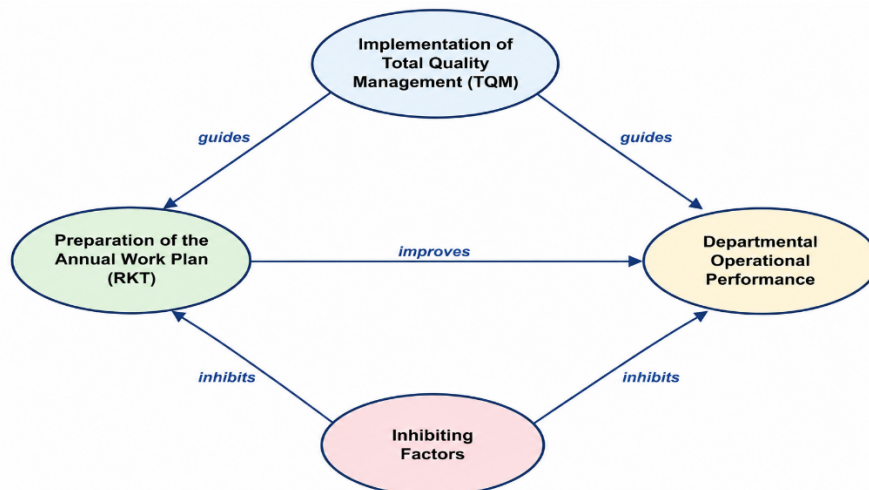 Implementation of
Total Quality
Management (TQM)
guides
guides
Preparation of the
Annual Work Plan
(RKT)
improves
Departmental
Operational
Performance
inhibits
inhibits
Inhibiting
Factors